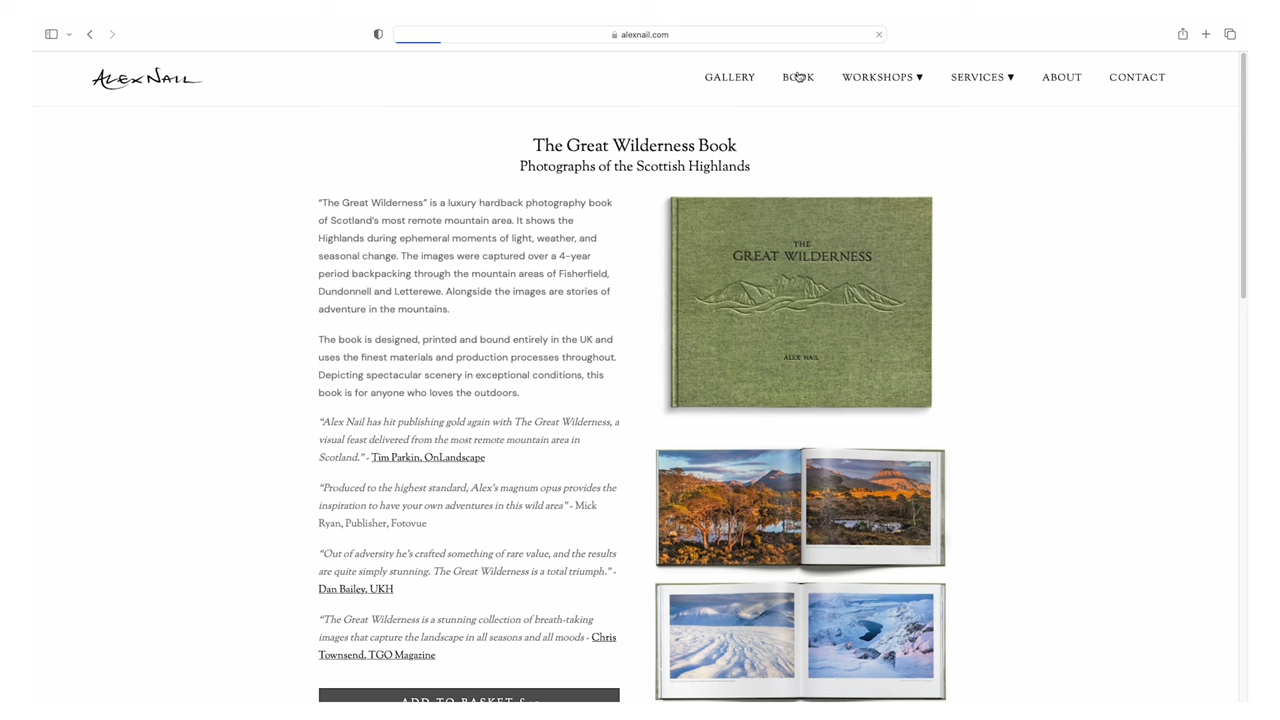 alexnail.com
ALEX NAIL
GALLERY
BOOK
WORKSHOPS ▼
SERVICES ▼
ABOUT
CONTACT
The Great Wilderness Book
Photographs of the Scottish Highlands
“The Great Wilderness” is a luxury hardback photography book
of Scotland’s most remote mountain area. It shows the
Highlands during ephemeral moments of light, weather, and
seasonal change. The images were captured over a 4-year
period backpacking through the mountain areas of Fisherfield,
Dundonnell and Letterewe. Alongside the images are stories of
adventure in the mountains.
The book is designed, printed and bound entirely in the UK and
uses the finest materials and production processes throughout.
Depicting spectacular scenery in exceptional conditions, this
book is for anyone who loves the outdoors.
“Alex Nail has hit publishing gold again with The Great Wilderness, a
visual feast delivered from the most remote mountain area in
Scotland.” - Tim Parkin, OnLandscape
“Produced to the highest standard, Alex’s magnum opus provides the
inspiration to have your own adventures in this wild area” - Mick
Ryan, Publisher, Fotovue
“Out of adversity he’s crafted something of rare value, and the results
are quite simply stunning. The Great Wilderness is a total triumph.” -
Dan Bailey, UKH
“The Great Wilderness is a stunning collection of breath-taking
images that capture the landscape in all seasons and all moods - Chris
Townsend, TGO Magazine
ADD TO BASKET
THE
GREAT WILDERNESS
ALEX NAIL